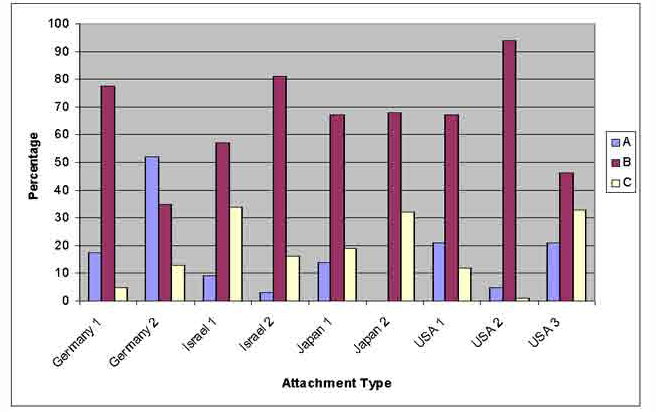 100
90
80
70
60
50
40
30
20
10
0
Percentage
Germany 1
Germany 2
Israel 1
Israel 2
Japan 1
Japan 2
USA 1
USA 2
USA 3
Attachment Type
A
B
C